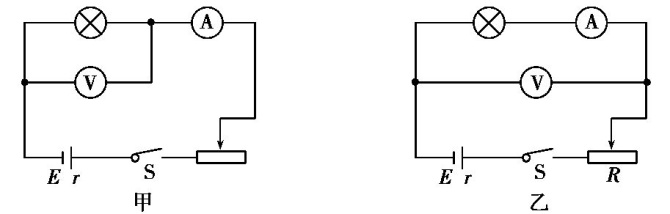 A A
V V
E r S E r S R
甲 乙